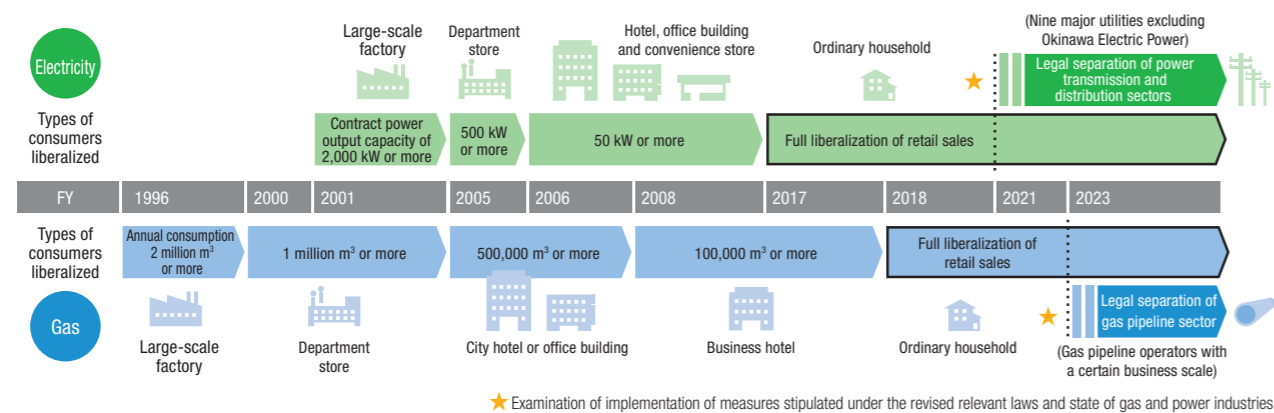 Electricity
Large-scale
factory
Department
store
Hotel, office building
and convenience store
Ordinary household
(Nine major utilities excluding
Okinawa Electric Power)
Legal separation of power
transmission and
distribution sectors
Types of
consumers
liberalized
Contract power
output capacity of
2,000 kW or more
500 kW
or more
50 kW or more
Full liberalization of retail sales
FY 1996 2000 2001 2005 2006 2008 2017 2018 2021 2023
Types of
consumers
liberalized
Annual consumption
2 million m³
or more
1 million m³ or more
500,000 m³ or more
100,000 m³ or more
Full liberalization of
retail sales
Gas
Large-scale
factory
Department
store
City hotel or office building
Business hotel
Ordinary household
Legal separation of
gas pipeline sector
(Gas pipeline operators with
a certain business scale)
★ Examination of implementation of measures stipulated under the revised relevant laws and state of gas and power industries